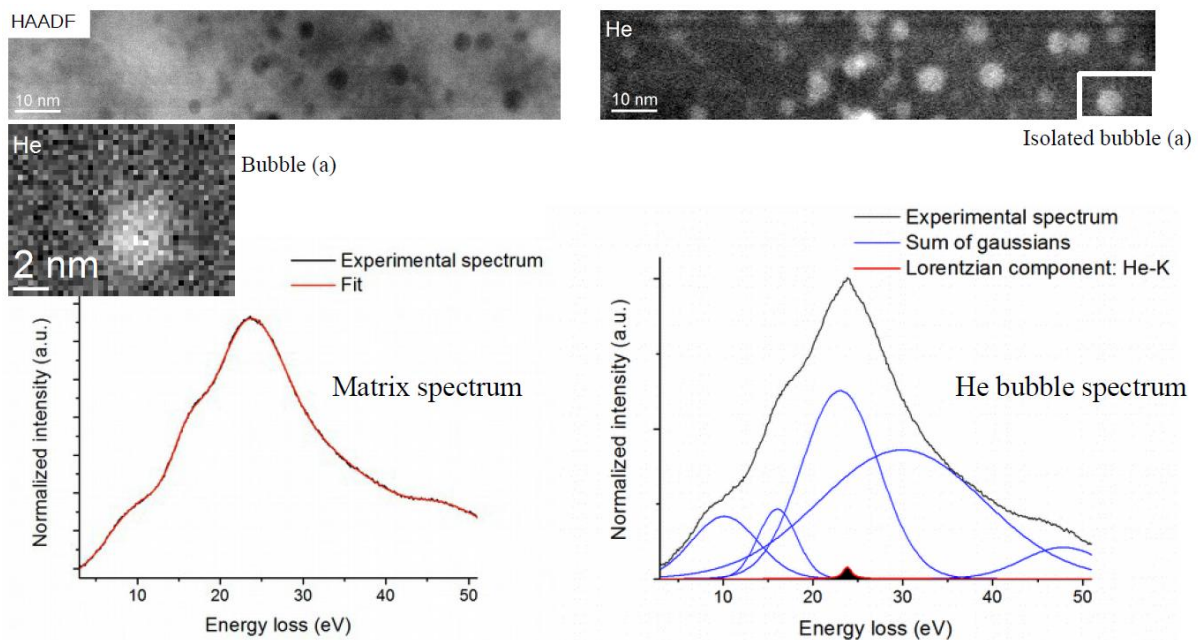 HAADF
10 nm
He
10 nm
Isolated bubble (a)
He
2 nm
Bubble (a)
Experimental spectrum
Fit
Matrix spectrum
Normalized intensity (a.u.)
10 20 30 40 50
Energy loss (eV)
Experimental spectrum
Sum of gaussians
Lorentzian component: He-K
He bubble spectrum
Normalized intensity (a.u.)
10 20 30 40 50
Energy loss (eV)